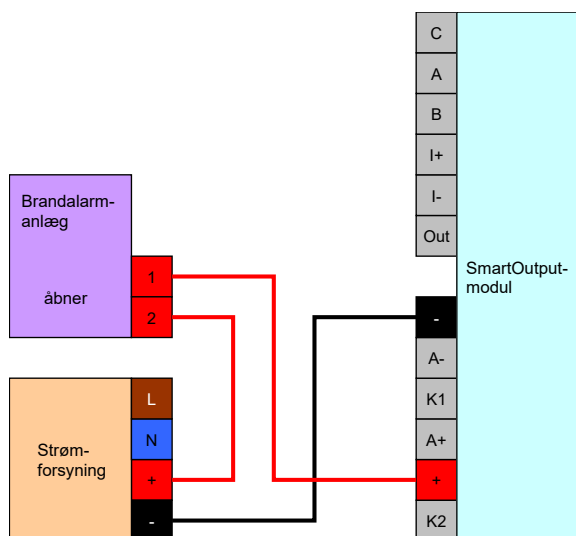 C
A
B
I+
I-
Out
SmartOutput-
modul
-
A-
K1
A+
+
K2
Brandalarm-
anlæg
åbner
1
2
Strøm-
forsyning
L
N
+
-